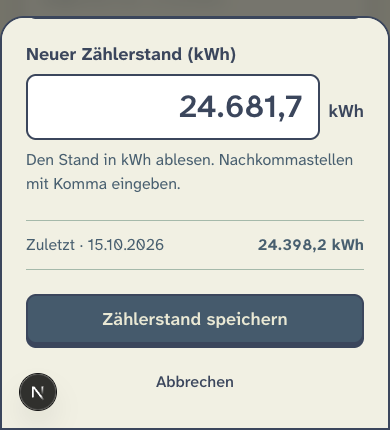 Neuer Zählerstand (kWh)
24.681,7 kWh
Den Stand in kWh ablesen. Nachkommastellen
mit Komma eingeben.
Zuletzt · 15.10.2026 24.398,2 kWh
Zählerstand speichern
Abbrechen
N